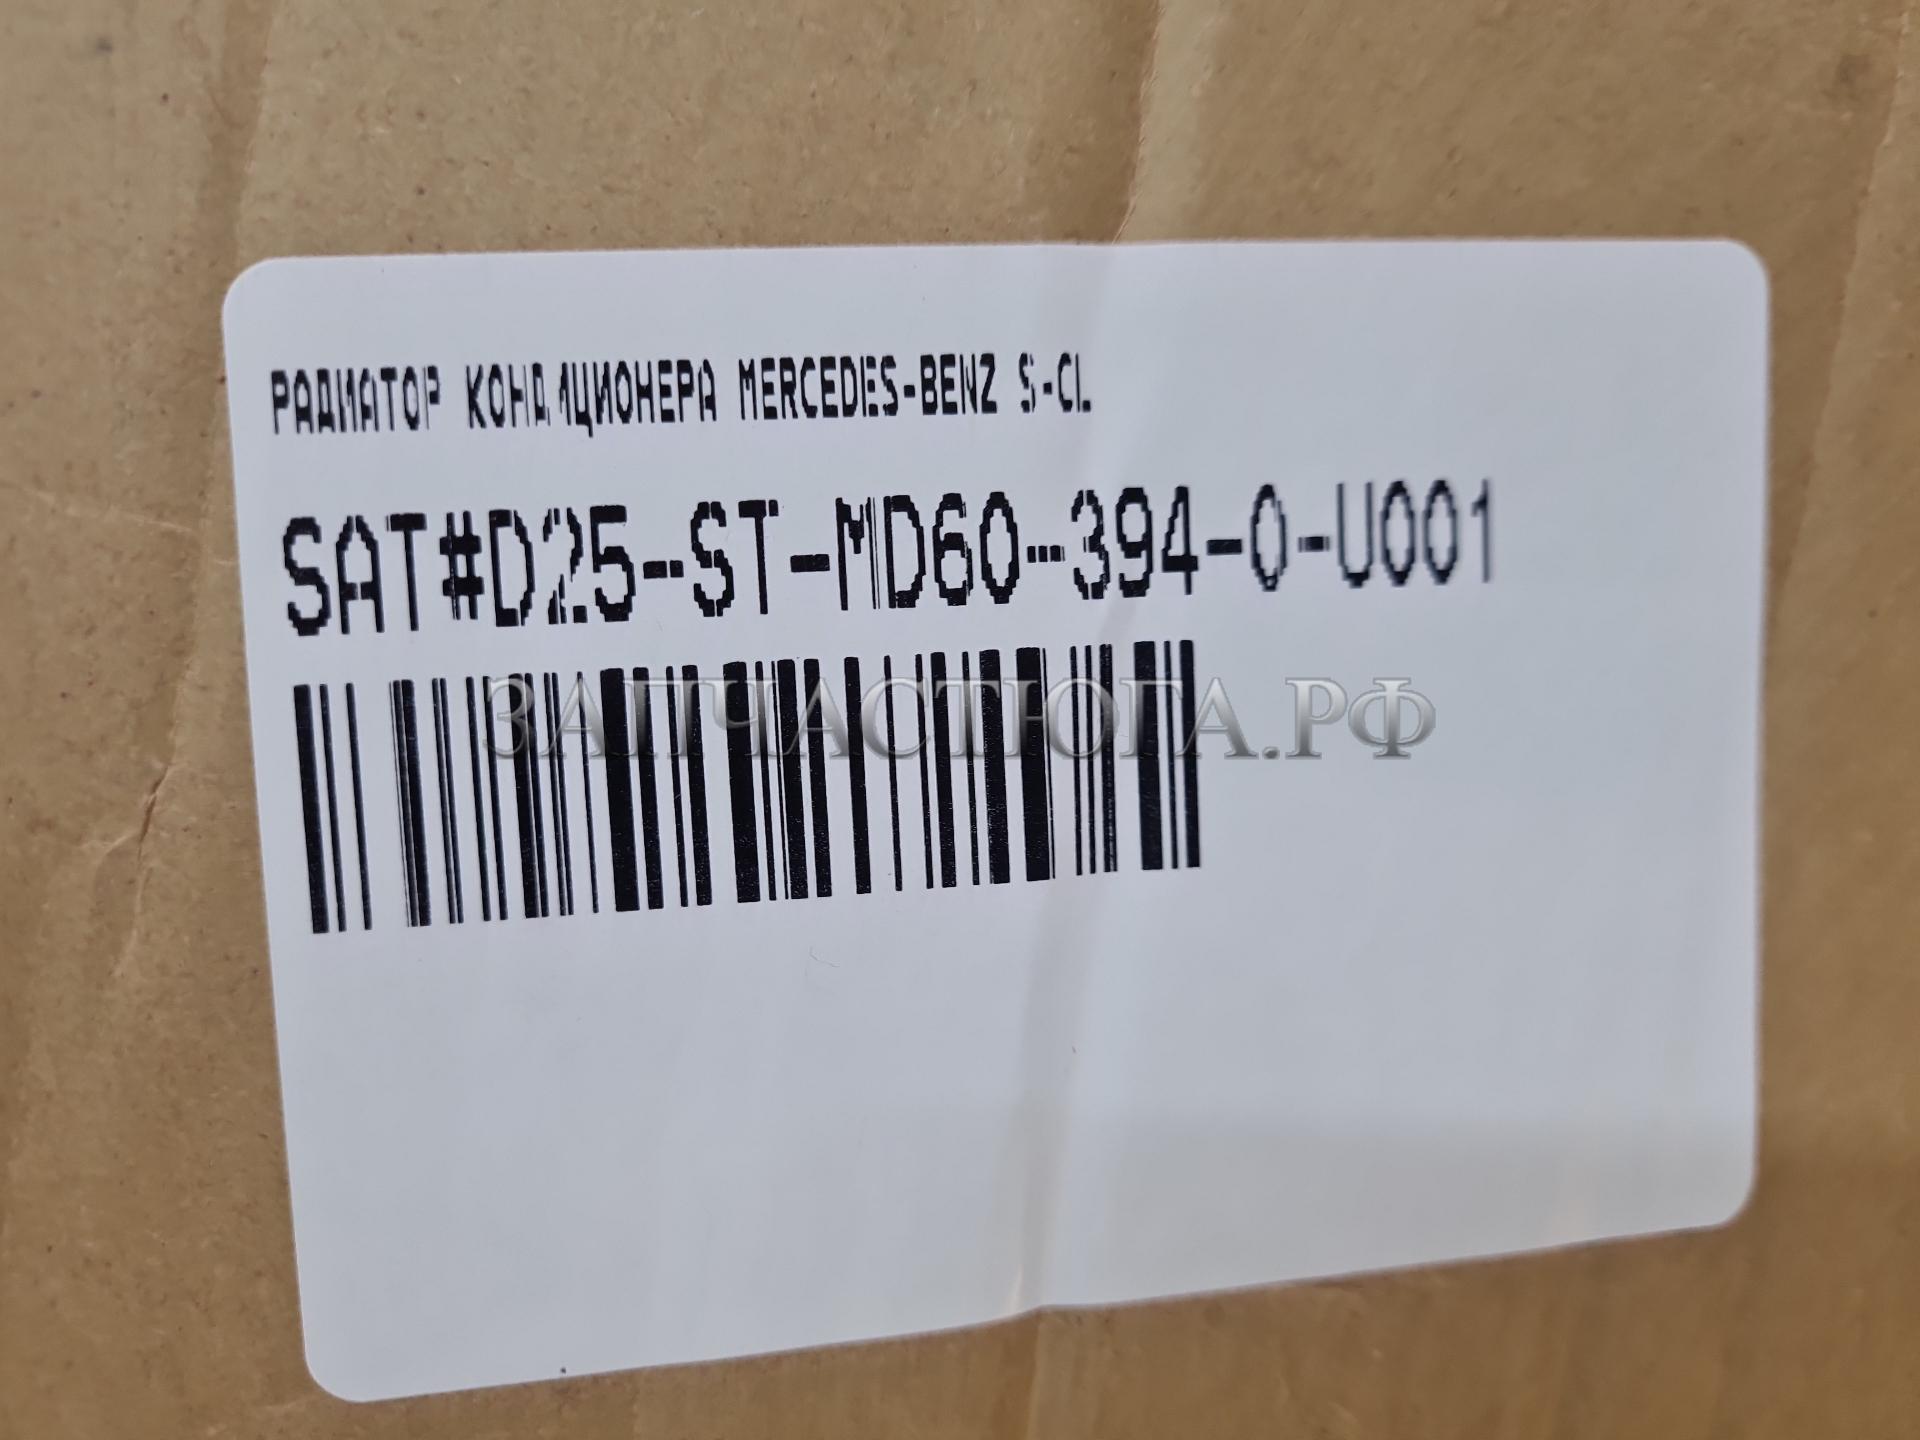 РАДИАТОР КОНДИЦИОНЕРА MERCEDES-BENZ S-CL
SAT#D25-ST-MD60-394-0-U001
ЗАПЧАСТЮГА.РФ